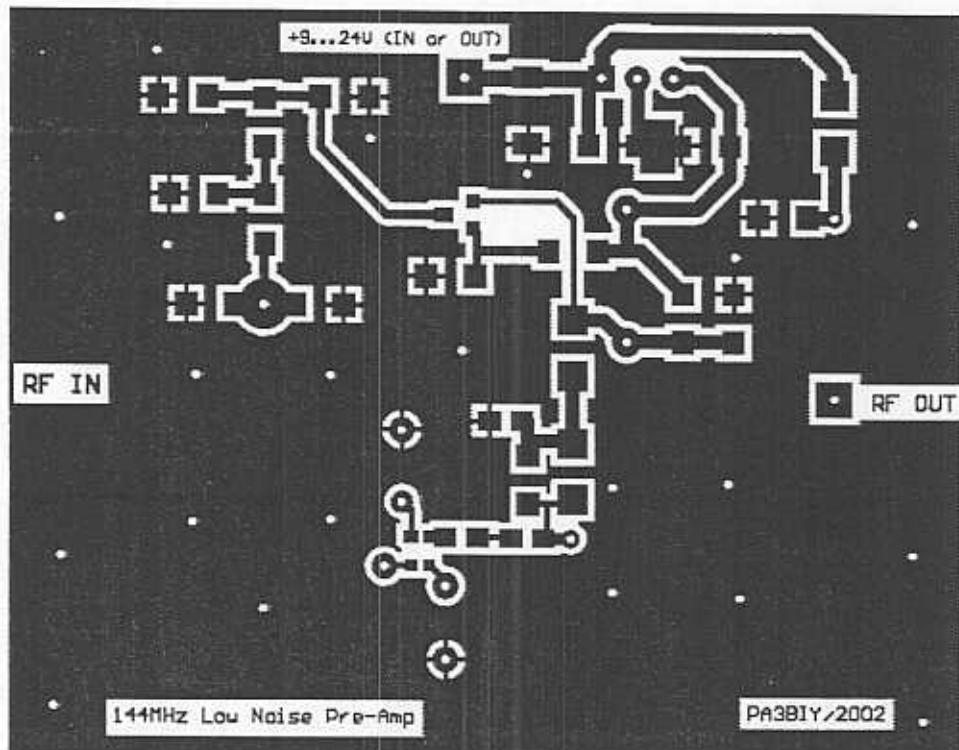 +9...24V (IN or OUT)
RF IN
RF OUT
144MHz Low Noise Pre-Amp
PA3BIY/2002